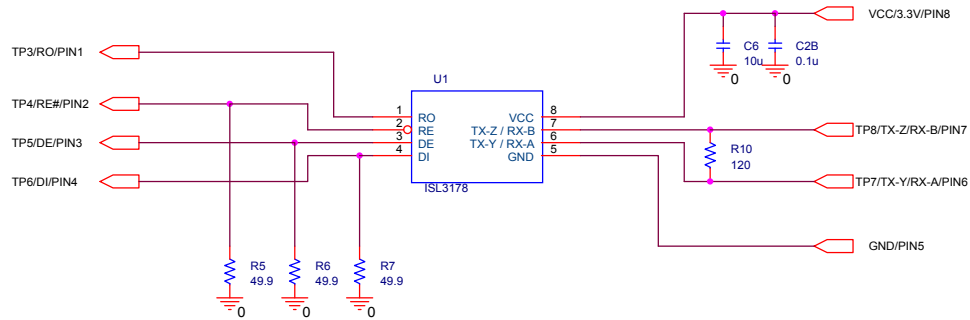 VCC/3.3V/PIN8
TP3/RO/PIN1
C6
10u
C2B
0.1u
0
0
U1
TP4/RE#/PIN2
1
RO
VCC
8
2
RE
TX-Z / RX-B
7
TP8/TX-Z/RX-B/PIN7
TP5/DE/PIN3
3
DE
TX-Y / RX-A
6
4
DI
GND
5
R10
120
TP6/DI/PIN4
TP7/TX-Y/RX-A/PIN6
ISL3178
GND/PIN5
R5
49.9
R6
49.9
R7
49.9
0
0
0